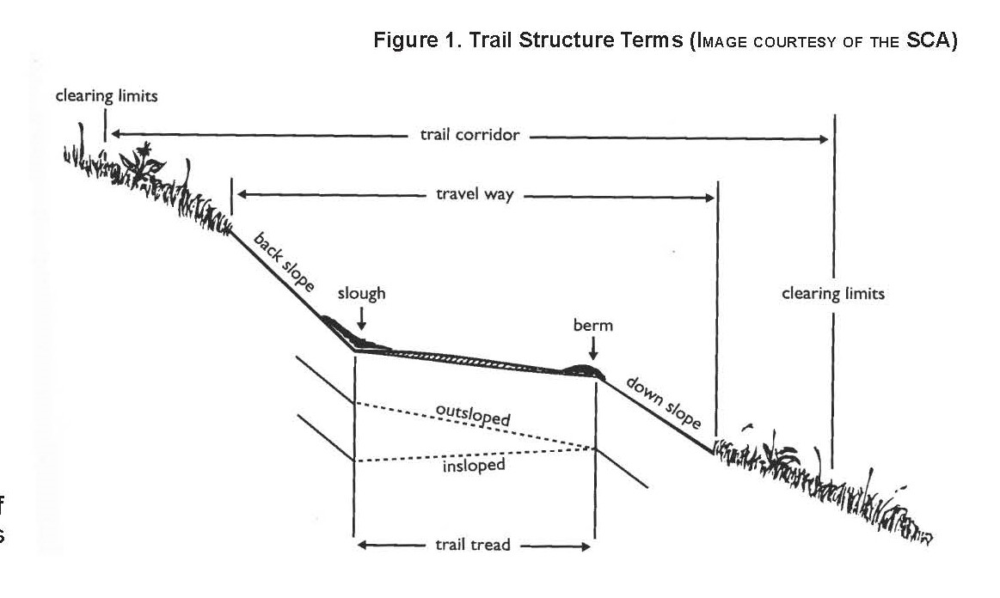 Figure 1. Trail Structure Terms (IMAGE COURTESY OF THE SCA)
clearing limits
trail corridor
travel way
back slope
slough
clearing limits
berm
down slope
outsloped
insloped
f
s
trail tread